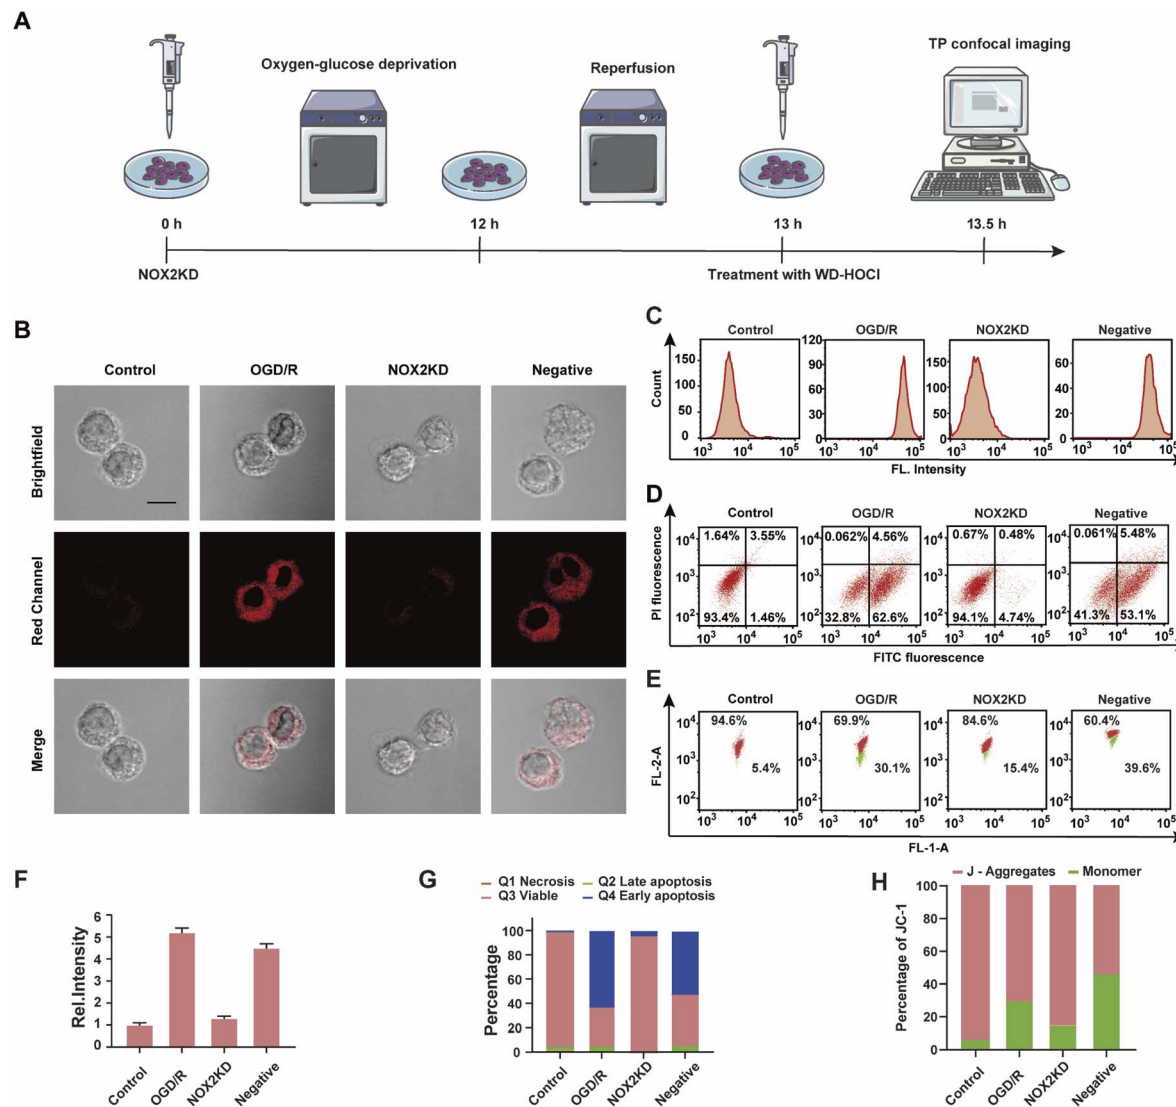 A
TP confocal imaging
Oxygen-glucose deprivation
Reperfusion
0 h
12 h
13 h
13.5 h
NOX2KD
Treatment with WD-HOCl
B
Control
OGD/R
NOX2KD
Negative
Brightfield
Red Channel
Merge
C
Control
OGD/R
NOX2KD
Negative
Count
150
100
50
0
120
90
60
30
0
150
100
50
0
60
40
20
0
10³ 10⁴ 10⁵
10³ 10⁴ 10⁵
10³ 10⁴ 10⁵
10³ 10⁴ 10⁵
FL. Intensity
D
Control
OGD/R
NOX2KD
Negative
PI fluorescence
10⁴
10³
10²
1.64% 3.55%
93.4% 1.46%
10⁴
10³
10²
0.062% 4.56%
32.8% 62.6%
10⁴
10³
10²
0.67% 0.48%
94.1% 4.74%
10⁴
10³
10²
0.061% 5.48%
41.3% 53.1%
10³ 10⁴ 10⁵
10³ 10⁴ 10⁵
10³ 10⁴ 10⁵
10³ 10⁴ 10⁵
FITC fluorescence
E
Control
OGD/R
NOX2KD
Negative
FL-2-A
10⁴
10³
10²
94.6%
5.4%
10⁴
10³
10²
69.9%
30.1%
10⁴
10³
10²
84.6%
15.4%
10⁴
10³
10²
60.4%
39.6%
10³ 10⁴ 10⁵
10³ 10⁴ 10⁵
10³ 10⁴ 10⁵
10³ 10⁴ 10⁵
FL-1-A
F
Rel.Intensity
6
5
4
3
2
1
0
Control
OGD/R
NOX2KD
Negative
G
Q1 Necrosis
Q2 Late apoptosis
Q3 Viable
Q4 Early apoptosis
Percentage
100
80
60
40
20
0
Control
OGD/R
NOX2KD
Negative
H
J - Aggregates
Monomer
Percentage of JC-1
100
80
60
40
20
0
Control
OGD/R
NOX2KD
Negative